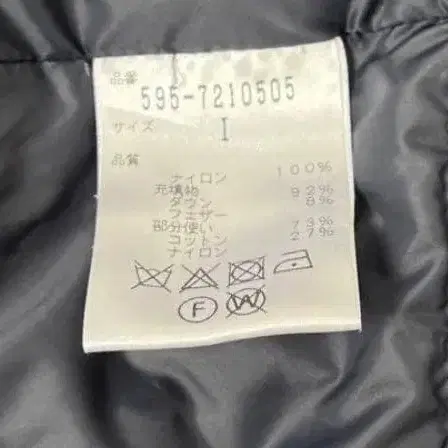 品番
595-7210505
サイズ I
品質
ナイロン 100%
充填物
ダウン 92%
フェザー 8%
部分使い
コットン 73%
ナイロン 27%
F
W